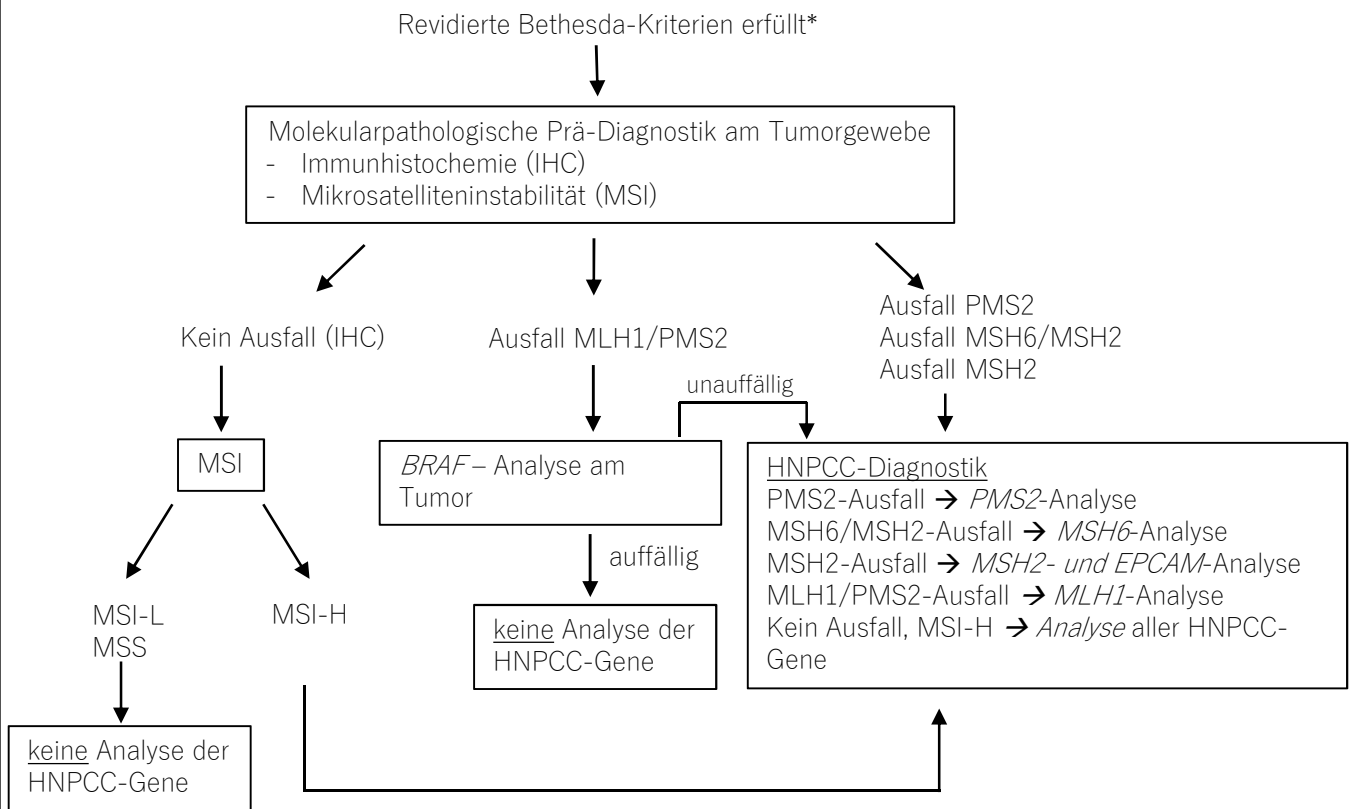 Revidierte Bethesda-Kriterien erfüllt*
Molekularpathologische Prä-Diagnostik am Tumorgewebe
- Immunhistochemie (IHC)
- Mikrosatelliteninstabilität (MSI)
Kein Ausfall (IHC)
Ausfall MLH1/PMS2
Ausfall PMS2
Ausfall MSH6/MSH2
Ausfall MSH2
unauffällig
MSI
BRAF – Analyse am
Tumor
HNPCC-Diagnostik
PMS2-Ausfall → PMS2-Analyse
MSH6/MSH2-Ausfall → MSH6-Analyse
MSH2-Ausfall → MSH2- und EPCAM-Analyse
MLH1/PMS2-Ausfall → MLH1-Analyse
Kein Ausfall, MSI-H → Analyse aller HNPCC-
Gene
auffällig
MSI-L
MSS
MSI-H
keine Analyse der
HNPCC-Gene
keine Analyse der
HNPCC-Gene